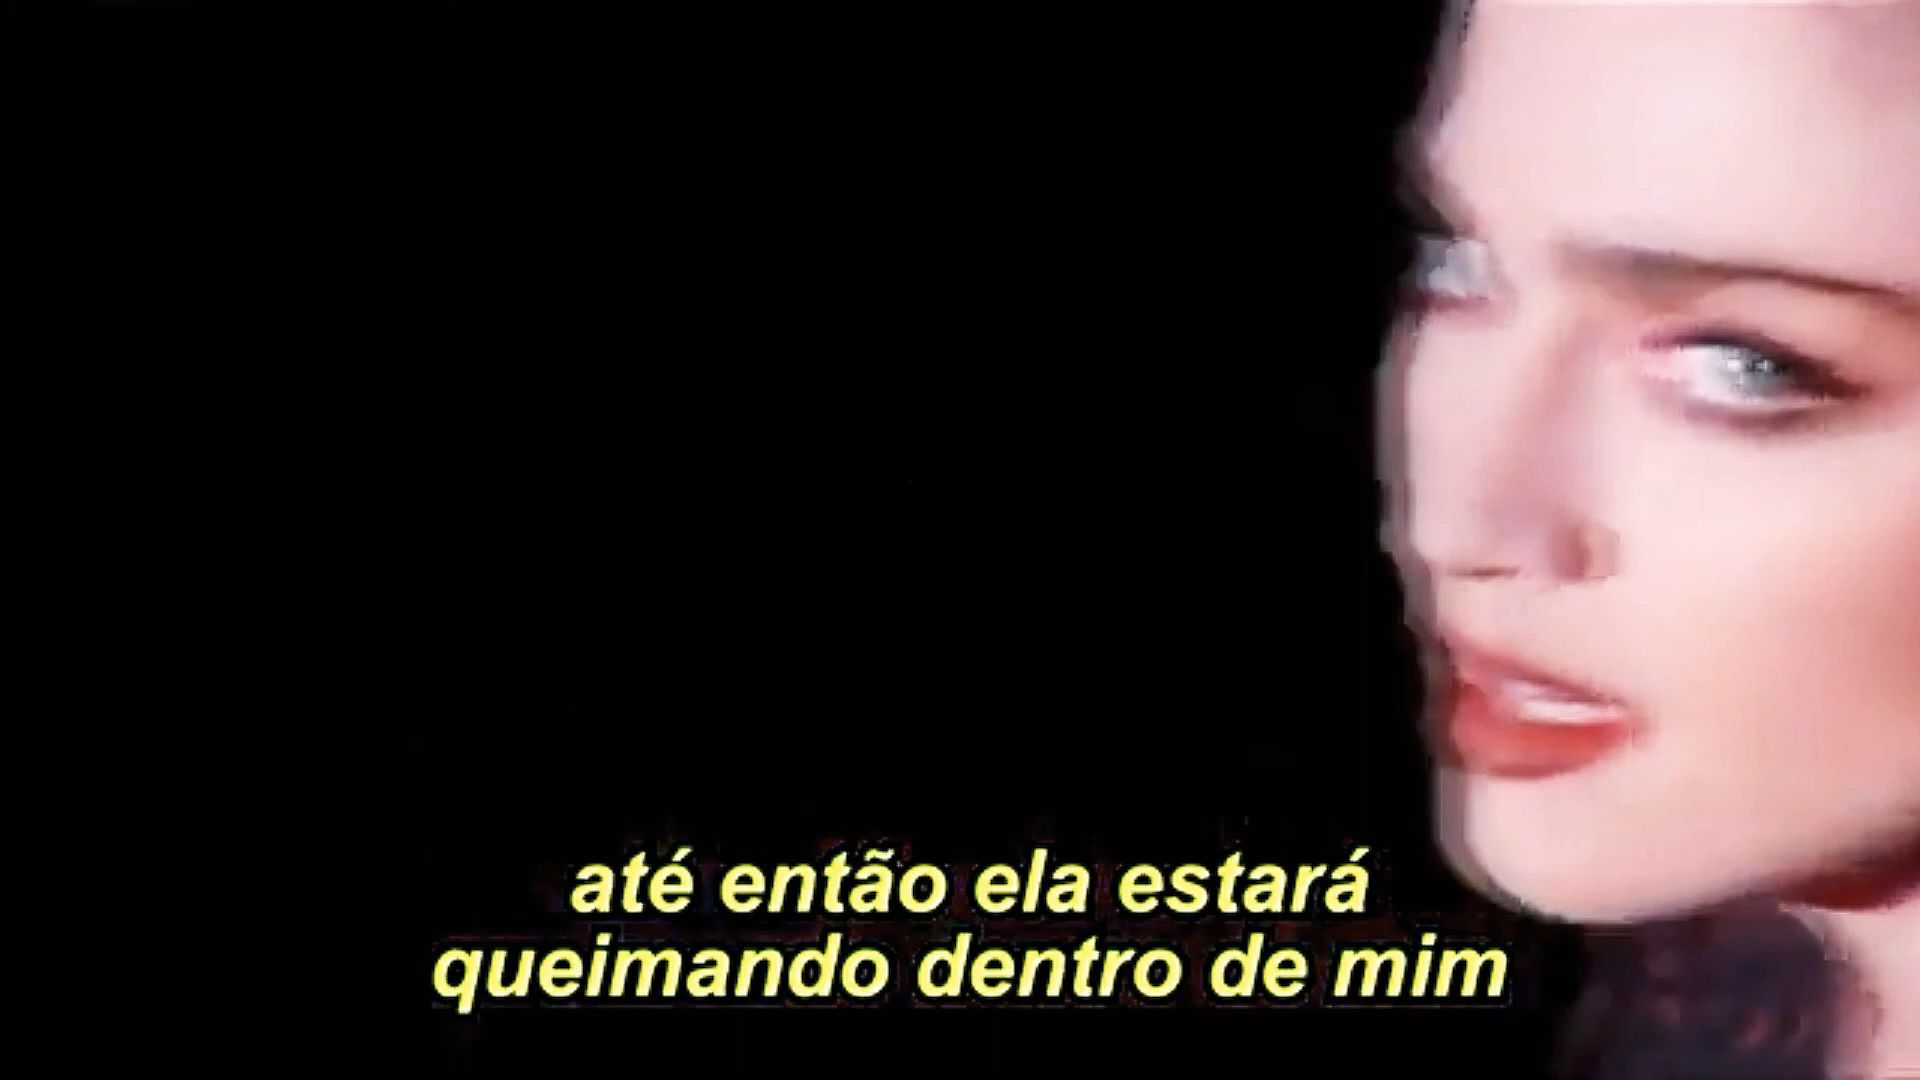 até então ela estará
queimando dentro de mim